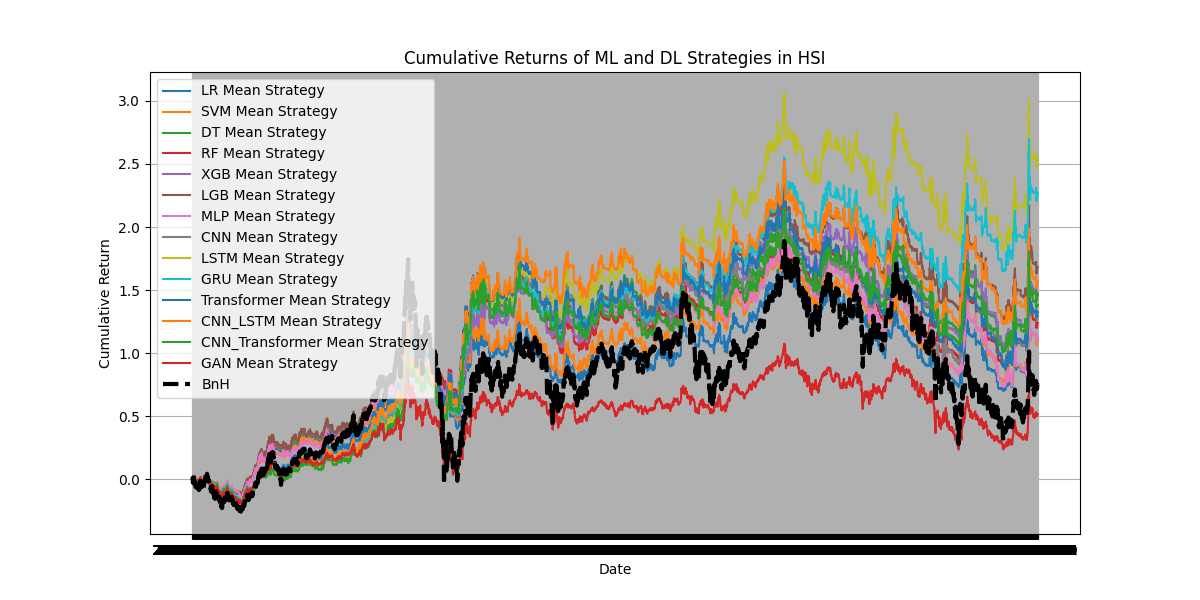 Cumulative Returns of ML and DL Strategies in HSI
LR Mean Strategy
SVM Mean Strategy
DT Mean Strategy
RF Mean Strategy
XGB Mean Strategy
LGB Mean Strategy
MLP Mean Strategy
CNN Mean Strategy
LSTM Mean Strategy
GRU Mean Strategy
Transformer Mean Strategy
CNN_LSTM Mean Strategy
CNN_Transformer Mean Strategy
GAN Mean Strategy
BnH
Cumulative Return
3.0
2.5
2.0
1.5
1.0
0.5
0.0
Date